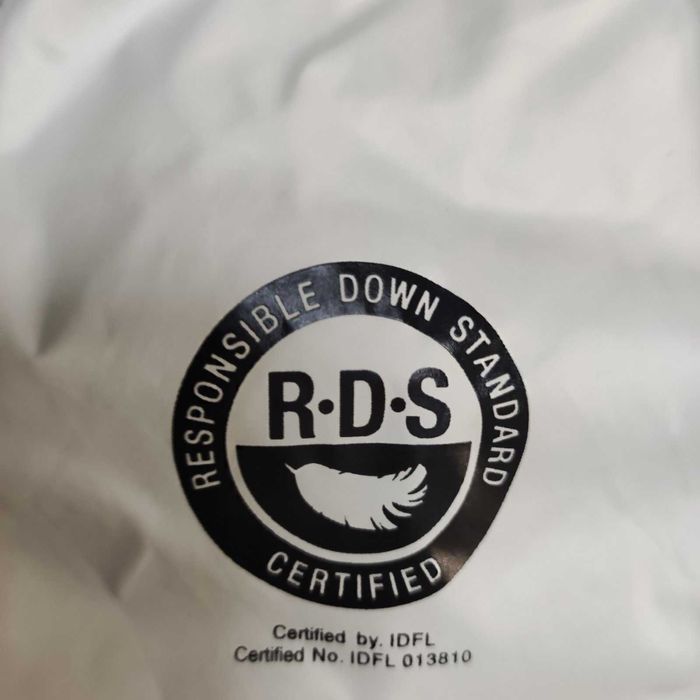 RESPONSIBLE DOWN STANDARD
R·D·S
CERTIFIED
Certified by. IDFL
Certified No. IDFL 013810